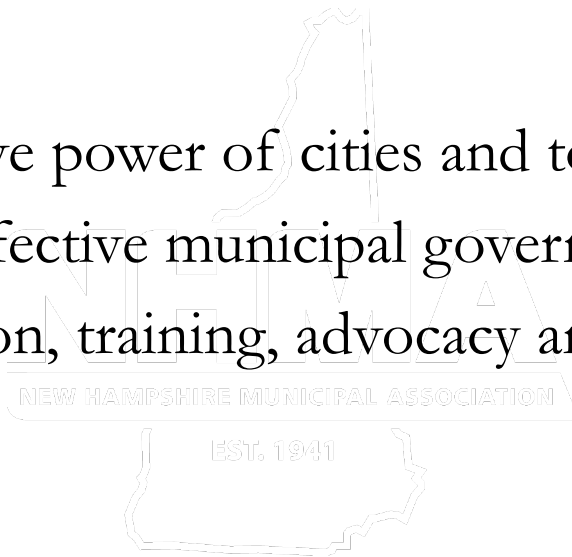 ve power of cities and to
fective municipal govern
on, training, advocacy an
NHMA
NEW HAMPSHIRE MUNICIPAL ASSOCIATION
EST. 1941